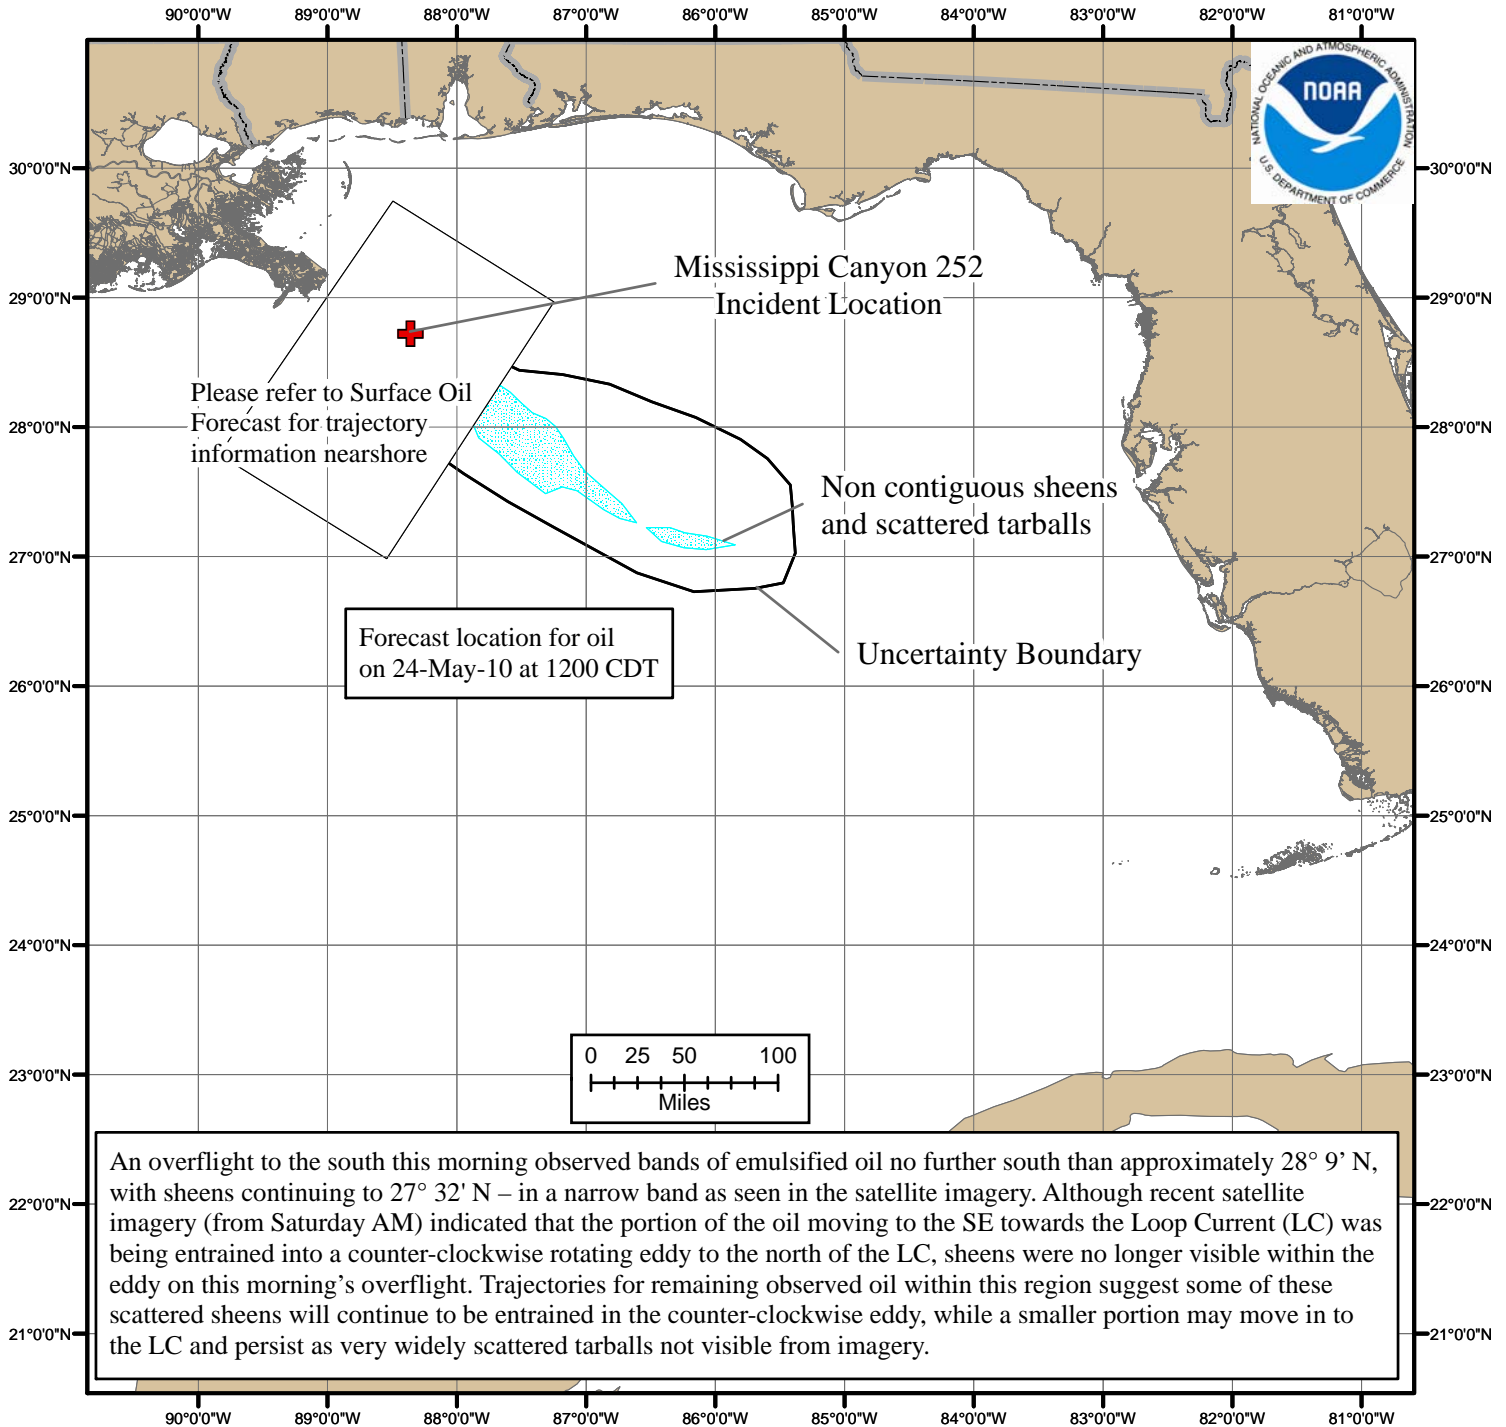 90°0'0"W 89°0'0"W 88°0'0"W 87°0'0"W 86°0'0"W 85°0'0"W 84°0'0"W 83°0'0"W 82°0'0"W 81°0'0"W
NATIONAL OCEANIC AND ATMOSPHERIC ADMINISTRATION
NOAA
U.S. DEPARTMENT OF COMMERCE
30°0'0"N 30°0'0"N
Mississippi Canyon 252
Incident Location
29°0'0"N 29°0'0"N
Please refer to Surface Oil
Forecast for trajectory
information nearshore
28°0'0"N 28°0'0"N
Non contiguous sheens
and scattered tarballs
27°0'0"N 27°0'0"N
Forecast location for oil
on 24-May-10 at 1200 CDT
Uncertainty Boundary
26°0'0"N 26°0'0"N
25°0'0"N 25°0'0"N
24°0'0"N 24°0'0"N
0 25 50 100
Miles
23°0'0"N 23°0'0"N
An overflight to the south this morning observed bands of emulsified oil no further south than approximately 28° 9’ N,
with sheens continuing to 27° 32' N – in a narrow band as seen in the satellite imagery. Although recent satellite
imagery (from Saturday AM) indicated that the portion of the oil moving to the SE towards the Loop Current (LC) was
being entrained into a counter-clockwise rotating eddy to the north of the LC, sheens were no longer visible within the
eddy on this morning’s overflight. Trajectories for remaining observed oil within this region suggest some of these
scattered sheens will continue to be entrained in the counter-clockwise eddy, while a smaller portion may move in to
the LC and persist as very widely scattered tarballs not visible from imagery.
22°0'0"N 22°0'0"N
21°0'0"N 21°0'0"N
90°0'0"W 89°0'0"W 88°0'0"W 87°0'0"W 86°0'0"W 85°0'0"W 84°0'0"W 83°0'0"W 82°0'0"W 81°0'0"W